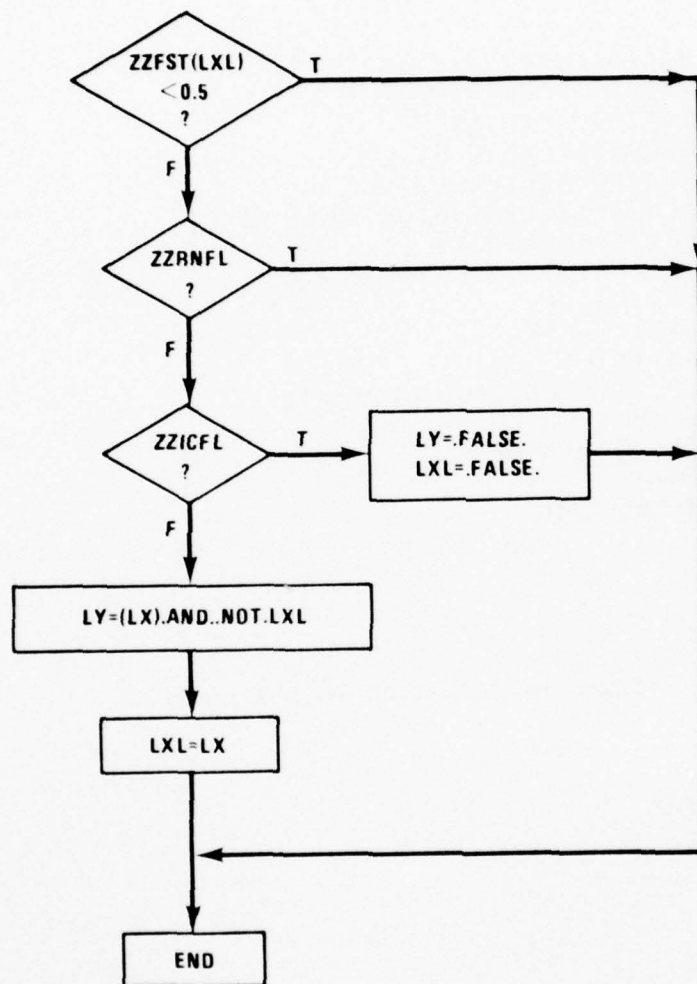 ZZFST(LXL)
<0.5
?
T
F
ZZRNFL
?
T
F
ZZICFL
?
T
LY=.FALSE.
LXL=.FALSE.
F
LY=(LX).AND..NOT.LXL
LXL=LX
END